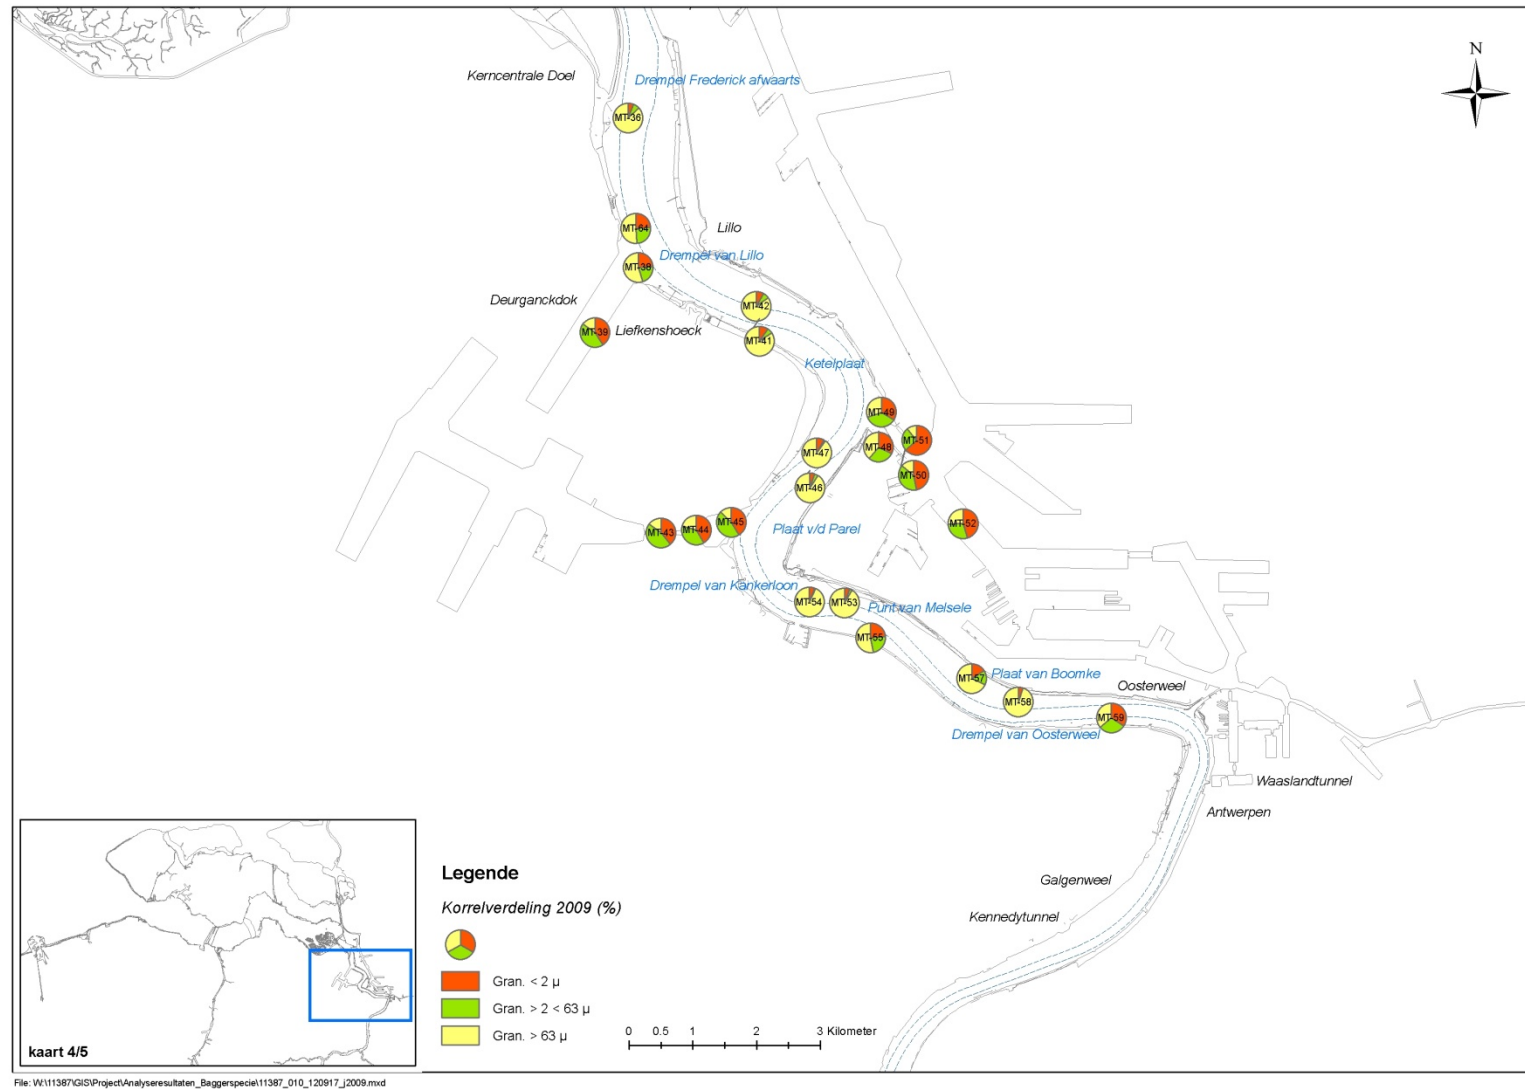 N
Kerncentrale Doel
Drempel Frederick afwaarts
MT-36
Lillo
MT-64
Drempel van Lillo
MT-38
Deurganckdok
MT-42
MT-39
Liefkenshoeck
MT-41
Ketelplaat
MT-49
MT-51
MT-48
MT-47
MT-50
MT-46
MT-45
MT-52
MT-44
MT-43
Plaat v/d Parel
Drempel van Kankerloon
MT-54
MT-53
Punt van Melsele
MT-55
MT-57
Plaat van Boomke
Oosterweel
MT-58
MT-59
Drempel van Oosterweel
Waaslandtunnel
Antwerpen
Galgenweel
Kennedytunnel
Legende
Korrelverdeling 2009 (%)
Gran. < 2 µ
Gran. > 2 < 63 µ
Gran. > 63 µ
0 0.5 1 2 3 Kilometer
kaart 4/5
File: W:\11387\GIS\Project\Analyseresultaten_Baggerspecie\11387_010_120917_j2009.mxd